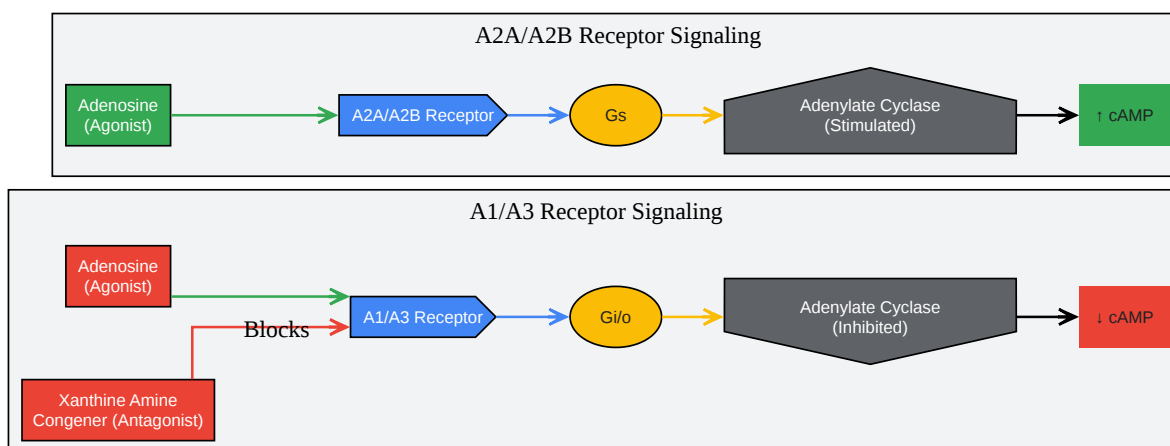 A2A/A2B Receptor Signaling
Adenosine
(Agonist)
A2A/A2B Receptor
Gs
Adenylate Cyclase
(Stimulated)
↑ cAMP
A1/A3 Receptor Signaling
Adenosine
(Agonist)
Blocks
A1/A3 Receptor
Gi/o
Adenylate Cyclase
(Inhibited)
↓ cAMP
Xanthine Amine
Congener (Antagonist)